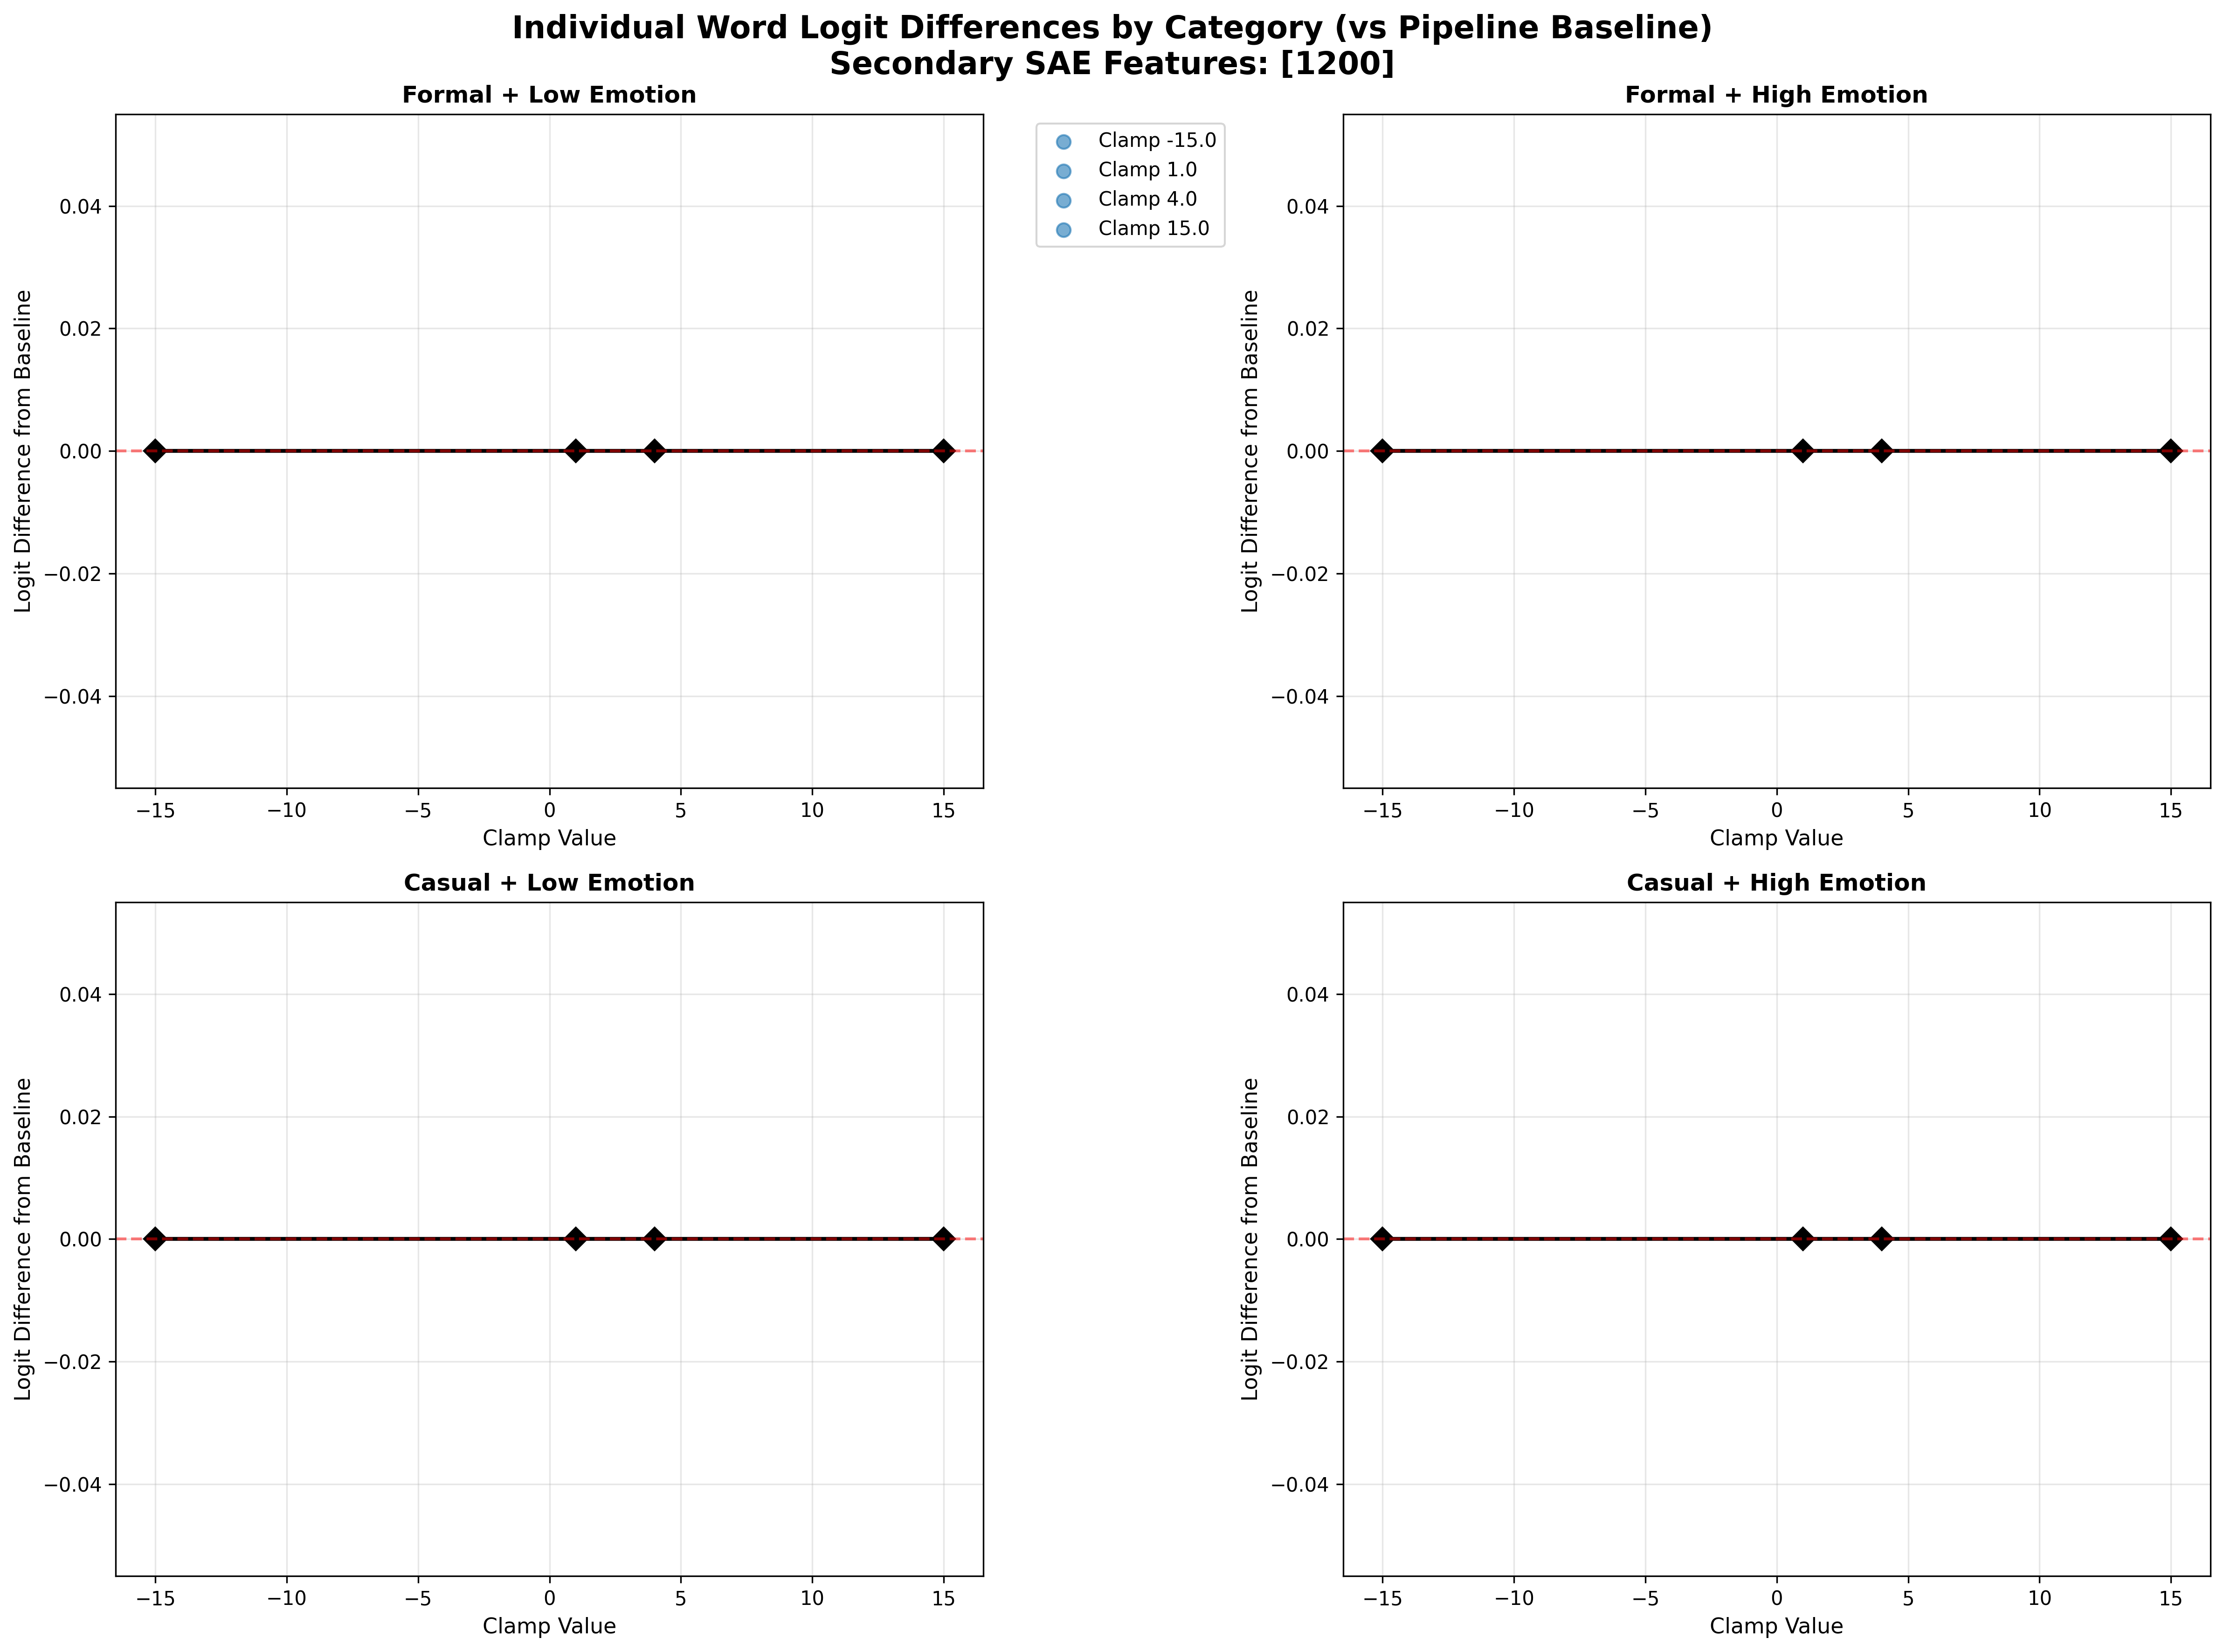 Individual Word Logit Differences by Category (vs Pipeline Baseline)
Secondary SAE Features: [1200]
Formal + Low Emotion
Logit Difference from Baseline
0.04
0.02
0.00
−0.02
−0.04
−15 −10 −5 0 5 10 15
Clamp Value
Clamp -15.0
Clamp 1.0
Clamp 4.0
Clamp 15.0
Formal + High Emotion
Logit Difference from Baseline
0.04
0.02
0.00
−0.02
−0.04
−15 −10 −5 0 5 10 15
Clamp Value
Casual + Low Emotion
Logit Difference from Baseline
0.04
0.02
0.00
−0.02
−0.04
−15 −10 −5 0 5 10 15
Clamp Value
Casual + High Emotion
Logit Difference from Baseline
0.04
0.02
0.00
−0.02
−0.04
−15 −10 −5 0 5 10 15
Clamp Value